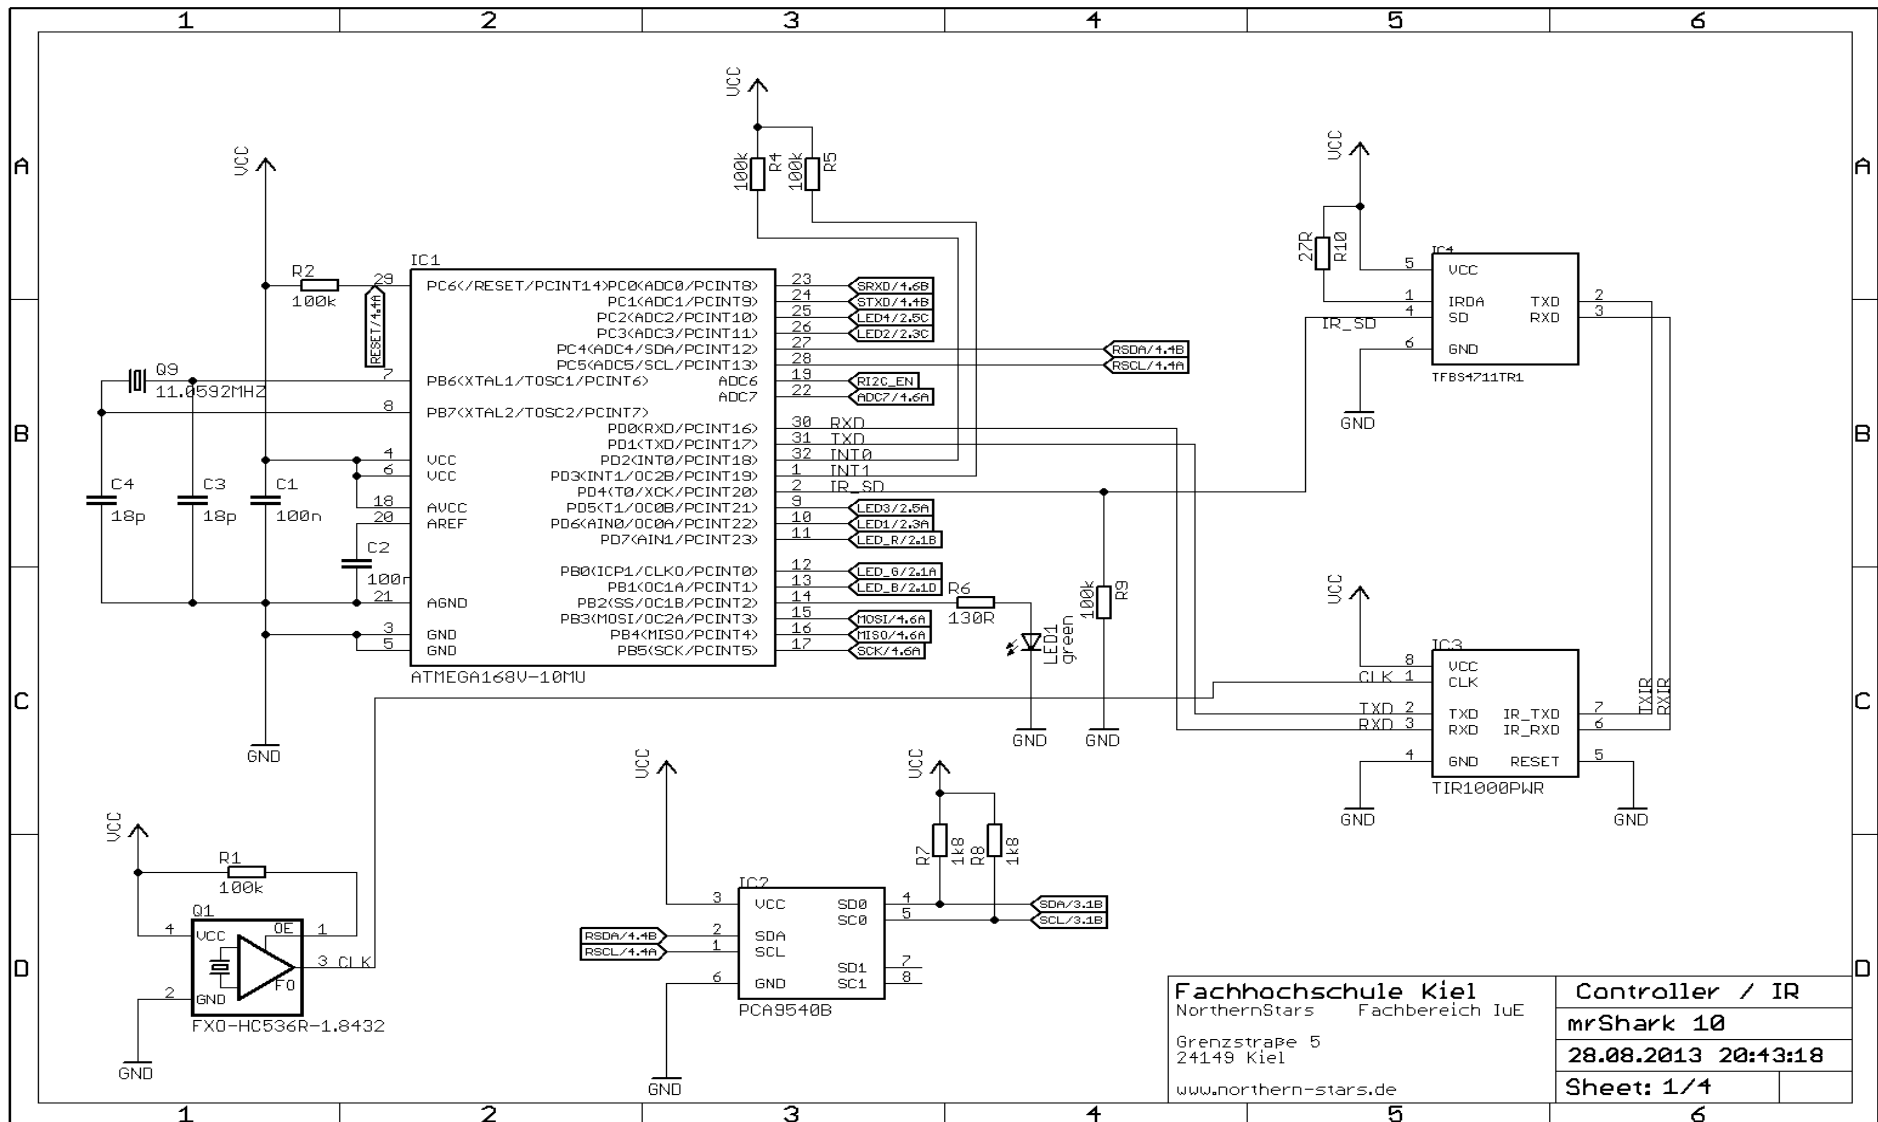 1 2 3 4 5 6
A A
B B
C C
D D
VCC
VCC
R4
100k
R5
100k
VCC
R2
100k
29
RESET/4.4A
Q9
11.0592MHZ
7
8
C4
18p
C3
18p
C1
100n
C2
4
6
18
20
21
3
5
GND
IC1
PC6(/RESET/PCINT14)PC0(ADC0/PCINT8) 23 SRXD/4.6B
PC1(ADC1/PCINT9) 24 STXD/4.4B
PC2(ADC2/PCINT10) 25 LED4/2.5C
PC3(ADC3/PCINT11) 26 LED2/2.3C
PC4(ADC4/SDA/PCINT12) 27 RSDA/4.4B
PC5(ADC5/SCL/PCINT13) 28 RSCL/4.4A
PB6(XTAL1/TOSC1/PCINT6) ADC6 19 RI2C_EN
ADC7 22 ADC7/4.6A
PB7(XTAL2/TOSC2/PCINT7)
PD0(RXD/PCINT16) 30 RXD
PD1(TXD/PCINT17) 31 TXD
VCC PD2(INT0/PCINT18) 32 INT0
VCC PD3(INT1/OC2B/PCINT19) 1 INT1
PD4(T0/XCK/PCINT20) 2 IR_SD
AVCC PD5(T1/OC0B/PCINT21) 9 LED3/2.5A
AREF PD6(AIN0/OC0A/PCINT22) 10 LED1/2.3A
PD7(AIN1/PCINT23) 11 LED_R/2.1B
PB0(ICP1/CLKO/PCINT0) 12 LED_G/2.1A
PB1(OC1A/PCINT1) 13 LED_B/2.1D
AGND PB2(SS/OC1B/PCINT2) 14
PB3(MOSI/OC2A/PCINT3) 15 MOSI/4.6A
GND PB4(MISO/PCINT4) 16 MISO/4.6A
GND PB5(SCK/PCINT5) 17 SCK/4.6A
ATMEGA168V-10MU
R6
130R
LED1
green
GND
100k
R9
GND
VCC
27R
R10
IC4
5 VCC
1 IRDA TXD 2
4 SD RXD 3
IR_SD
6 GND
TFBS4711TR1
GND
VCC
IC3
8 VCC
CLK 1 CLK
TXD 2 TXD IR_TXD 7
RXD 3 RXD IR_RXD 6
4 GND RESET 5
TIR1000PWR
TXIR
RXIR
GND
GND
VCC
R1
100k
Q1
4 VCC OE 1
3 CLK
FO
2 GND
FXO-HC536R-1.8432
GND
VCC
VCC
R7
1k8
R8
1k8
IC2
3 VCC SD0 4 SDA/3.1B
SC0 5 SCL/3.1B
RSDA/4.4B 2 SDA
RSCL/4.4A 1 SCL
SD1 7
6 GND SC1 8
PCA9540B
GND
Fachhochschule Kiel
NorthernStars Fachbereich IuE
Grenzstraße 5
24149 Kiel
www.northern-stars.de
Controller / IR
mrShark 10
28.08.2013 20:43:18
Sheet: 1/4
1 2 3 4 5 6